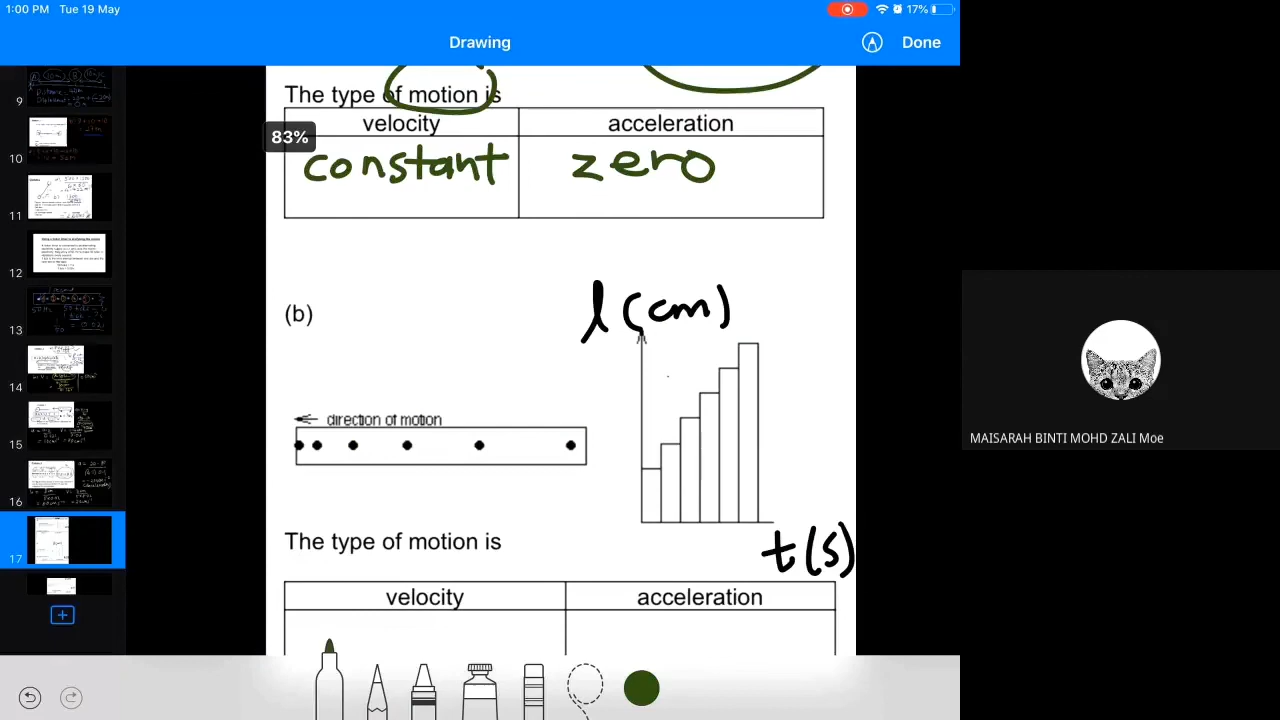 1:00 PM Tue 19 May
17%
Drawing
Done
The type of motion is
velocity
acceleration
83%
constant
zero
(b)
l (cm)
direction of motion
The type of motion is
t(s)
velocity
acceleration
9
10
11
12
13
14
15
16
17
MAISARAH BINTI MOHD ZALI Moe